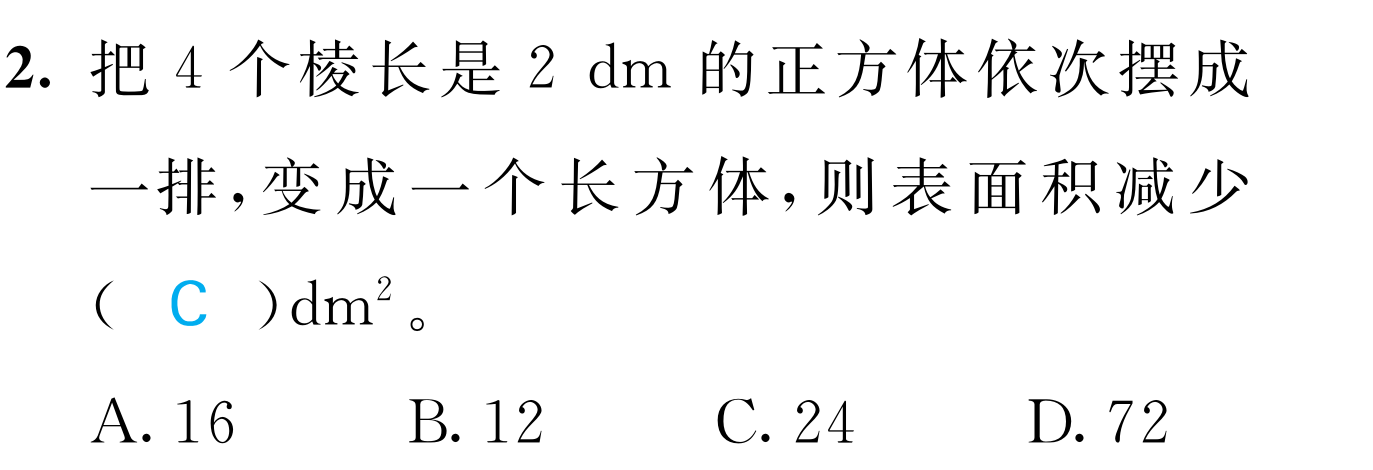 2. 把 4 个棱长是 2 dm 的正方体依次摆成
一排,变成一个长方体,则表面积减少
( C )dm²。
A. 16 B. 12 C. 24 D. 72